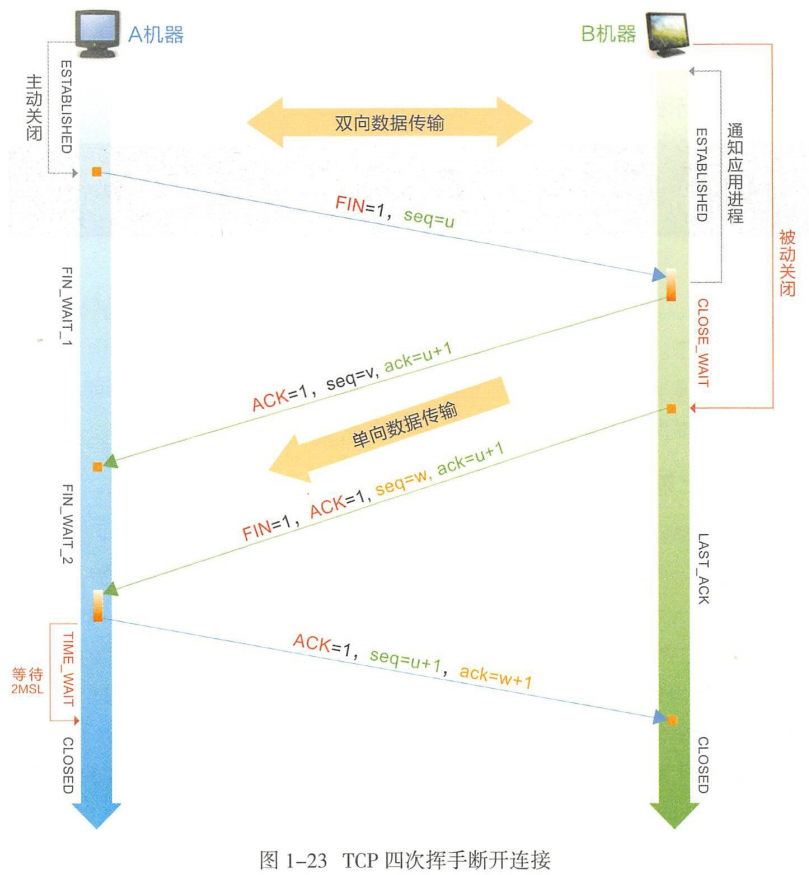 A机器
B机器
主动关闭
ESTABLISHED
双向数据传输
ESTABLISHED
通知应用进程
FIN=1, seq=u
被动关闭
FIN_WAIT_1
CLOSE_WAIT
ACK=1, seq=v, ack=u+1
单向数据传输
FIN=1, ACK=1, seq=w, ack=u+1
FIN_WAIT_2
LAST_ACK
ACK=1, seq=u+1, ack=w+1
TIME_WAIT
等待
2MSL
CLOSED
CLOSED
图 1-23 TCP 四次挥手断开连接